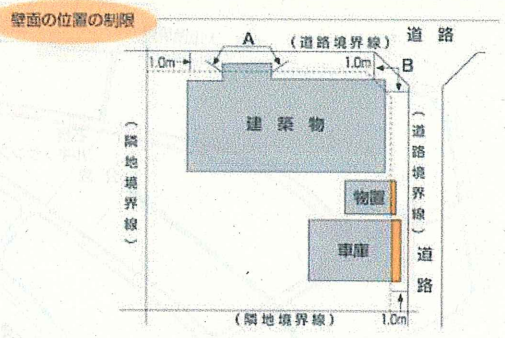 壁面の位置の制限
道 路
A
(道路境界線)
1.0m
1.0m
B
建 築 物
(隣地境界線)
(道路境界線)
物置
車庫
道路
(隣地境界線)
1.0m